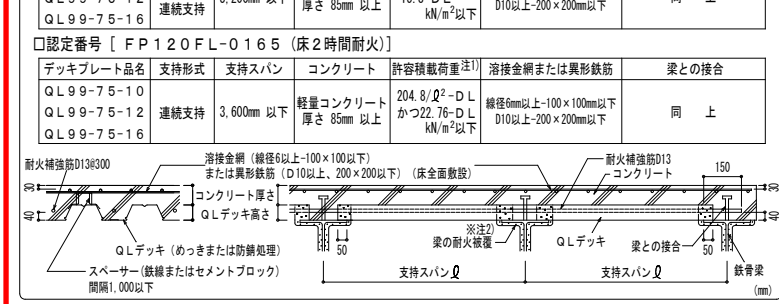 連続支持 厚さ 85mm 以上 kN/m²以下 D10以上-200×200mm以下 同 上
QL99-75-16
□認定番号 [ FP120FL-0165 (床2時間耐火)]
デッキプレート品名 支持形式 支持スパン コンクリート 許容積載荷重注1) 溶接金網または異形鉄筋 梁との接合
QL99-75-10
QL99-75-12
QL99-75-16
連続支持
3,600mm 以下
軽量コンクリート
厚さ 85mm 以上
204.8/ℓ²-DL
かつ22.76-DL
kN/m²以下
線径6mm以上-100×100mm以下
D10以上-200×200mm以下
同 上
耐火補強筋D13@300
溶接金網 (線径6以上-100×100以下)
または異形鉄筋 (D10以上、200×200以下) (床全面敷設)
耐火補強筋D13
コンクリート
150
30
コンクリート厚さ
QLデッキ高さ
30
40
40
QLデッキ (めっきまたは防錆処理)
スペーサー(鉄線またはセメントブロック)
間隔1,000以下
50
※注2)
梁の耐火被覆
QLデッキ
梁との接合
50
支持スパンℓ
支持スパンℓ
鉄骨梁
(mm)